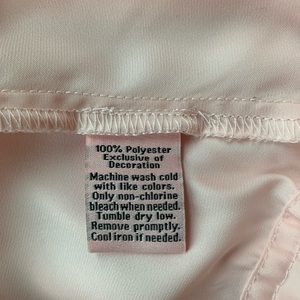 100% Polyester
Exclusive of
Decoration
Machine wash cold
with like colors.
Only non-chlorine
bleach when needed.
Tumble dry low.
Remove promptly.
Cool iron if needed.